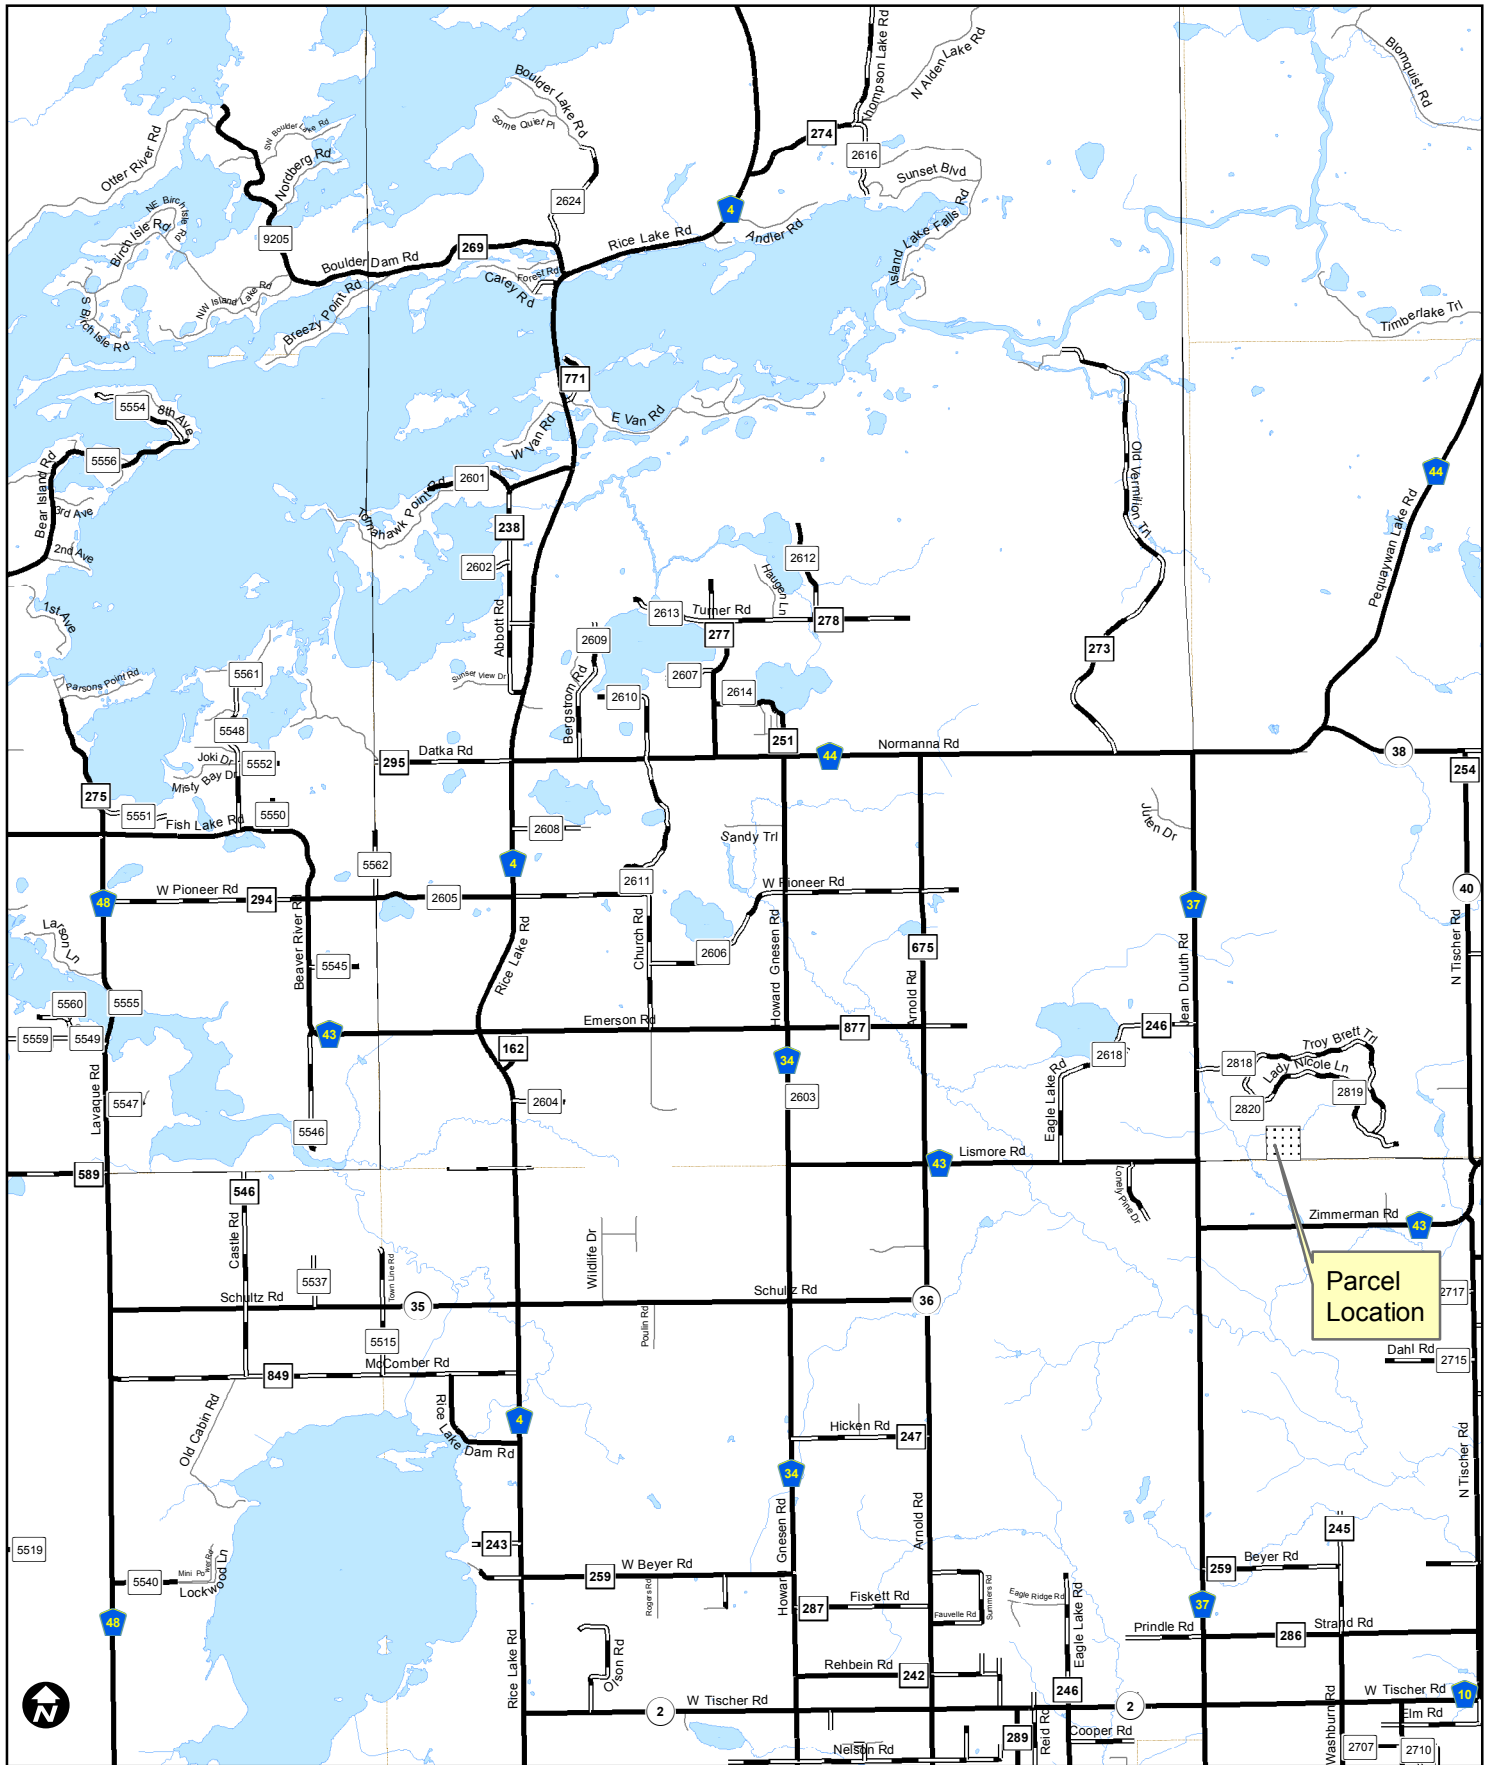 Thompson Lake Rd
N Alden Lake Rd
Blomquist Rd
Boulder Lake Rd
Some Quiet Pl
SW Boulder Lake Rd
274
2616
Otter River Rd
Nordberg Rd
Sunset Blvd
NE Birch Isle Rd
2624
4
Birch Isle Rd
9205
269
Rice Lake Rd
Andler Rd
Island Lake Falls Rd
Boulder Dam Rd
Carey Rd
Forest Rd
NW Island Lake Rd
S Birch Isle Rd
Breezy Point Rd
Timberlake Trl
771
5554
8th Ave
E Van Rd
W Van Rd
5556
Bear Island Rd
2601
Tomahawk Point Rd
Old Vermilion Trl
44
Pequaywan Lake Rd
3rd Ave
238
2nd Ave
2602
2612
Haugen Ln
1st Ave
Abbott Rd
2613
Turner Rd
278
277
2609
273
5561
Parsons Point Rd
Sunset View Dr
Bergstrom Rd
2607
2610
2614
5548
251
Datka Rd
295
44
Normanna Rd
38
Joki Dr
5552
Misty Bay Dr
254
275
5551
5550
Fish Lake Rd
2608
Sandy Trl
Juten Dr
5562
4
2611
W Pioneer Rd
W Pioneer Rd
294
2605
48
37
40
Larson Ln
Beaver River Rd
Rice Lake Rd
Church Rd
2606
Howard Gnesen Rd
675
Arnold Rd
Jean Duluth Rd
N Tischer Rd
5545
5560
5555
5559
5549
43
Emerson Rd
877
246
162
34
2618
2818
Troy Brett Trl
Lady Nicole Ln
2819
2820
Lavaque Rd
5547
2604
2603
Eagle Lake Rd
5546
589
43
Lismore Rd
546
Lonely Pine Dr
Zimmerman Rd
43
Castle Rd
Wildlife Dr
5537
Town Line Rd
Parcel
Location
2717
Schultz Rd
35
Schultz Rd
36
5515
Poulin Rd
McComber Rd
849
Dahl Rd
2715
Old Cabin Rd
Rice Lake Dam Rd
4
Hicken Rd
247
34
N Tischer Rd
Howard Gnesen Rd
Arnold Rd
245
5519
243
5540
Lockwood Ln
259
W Beyer Rd
259
Beyer Rd
Rogers Rd
287
Fiskett Rd
Fauvelle Rd
Summers Rd
Eagle Ridge Rd
Eagle Lake Rd
37
48
Prindle Rd
286
Strand Rd
Olson Rd
Rice Lake Rd
Rehbein Rd
242
246
W Tischer Rd
2
2
W Tischer Rd
10
N
Elm Rd
289
Reid Rd
Cooper Rd
Washburn Rd
2707
2710
Nelson Rd